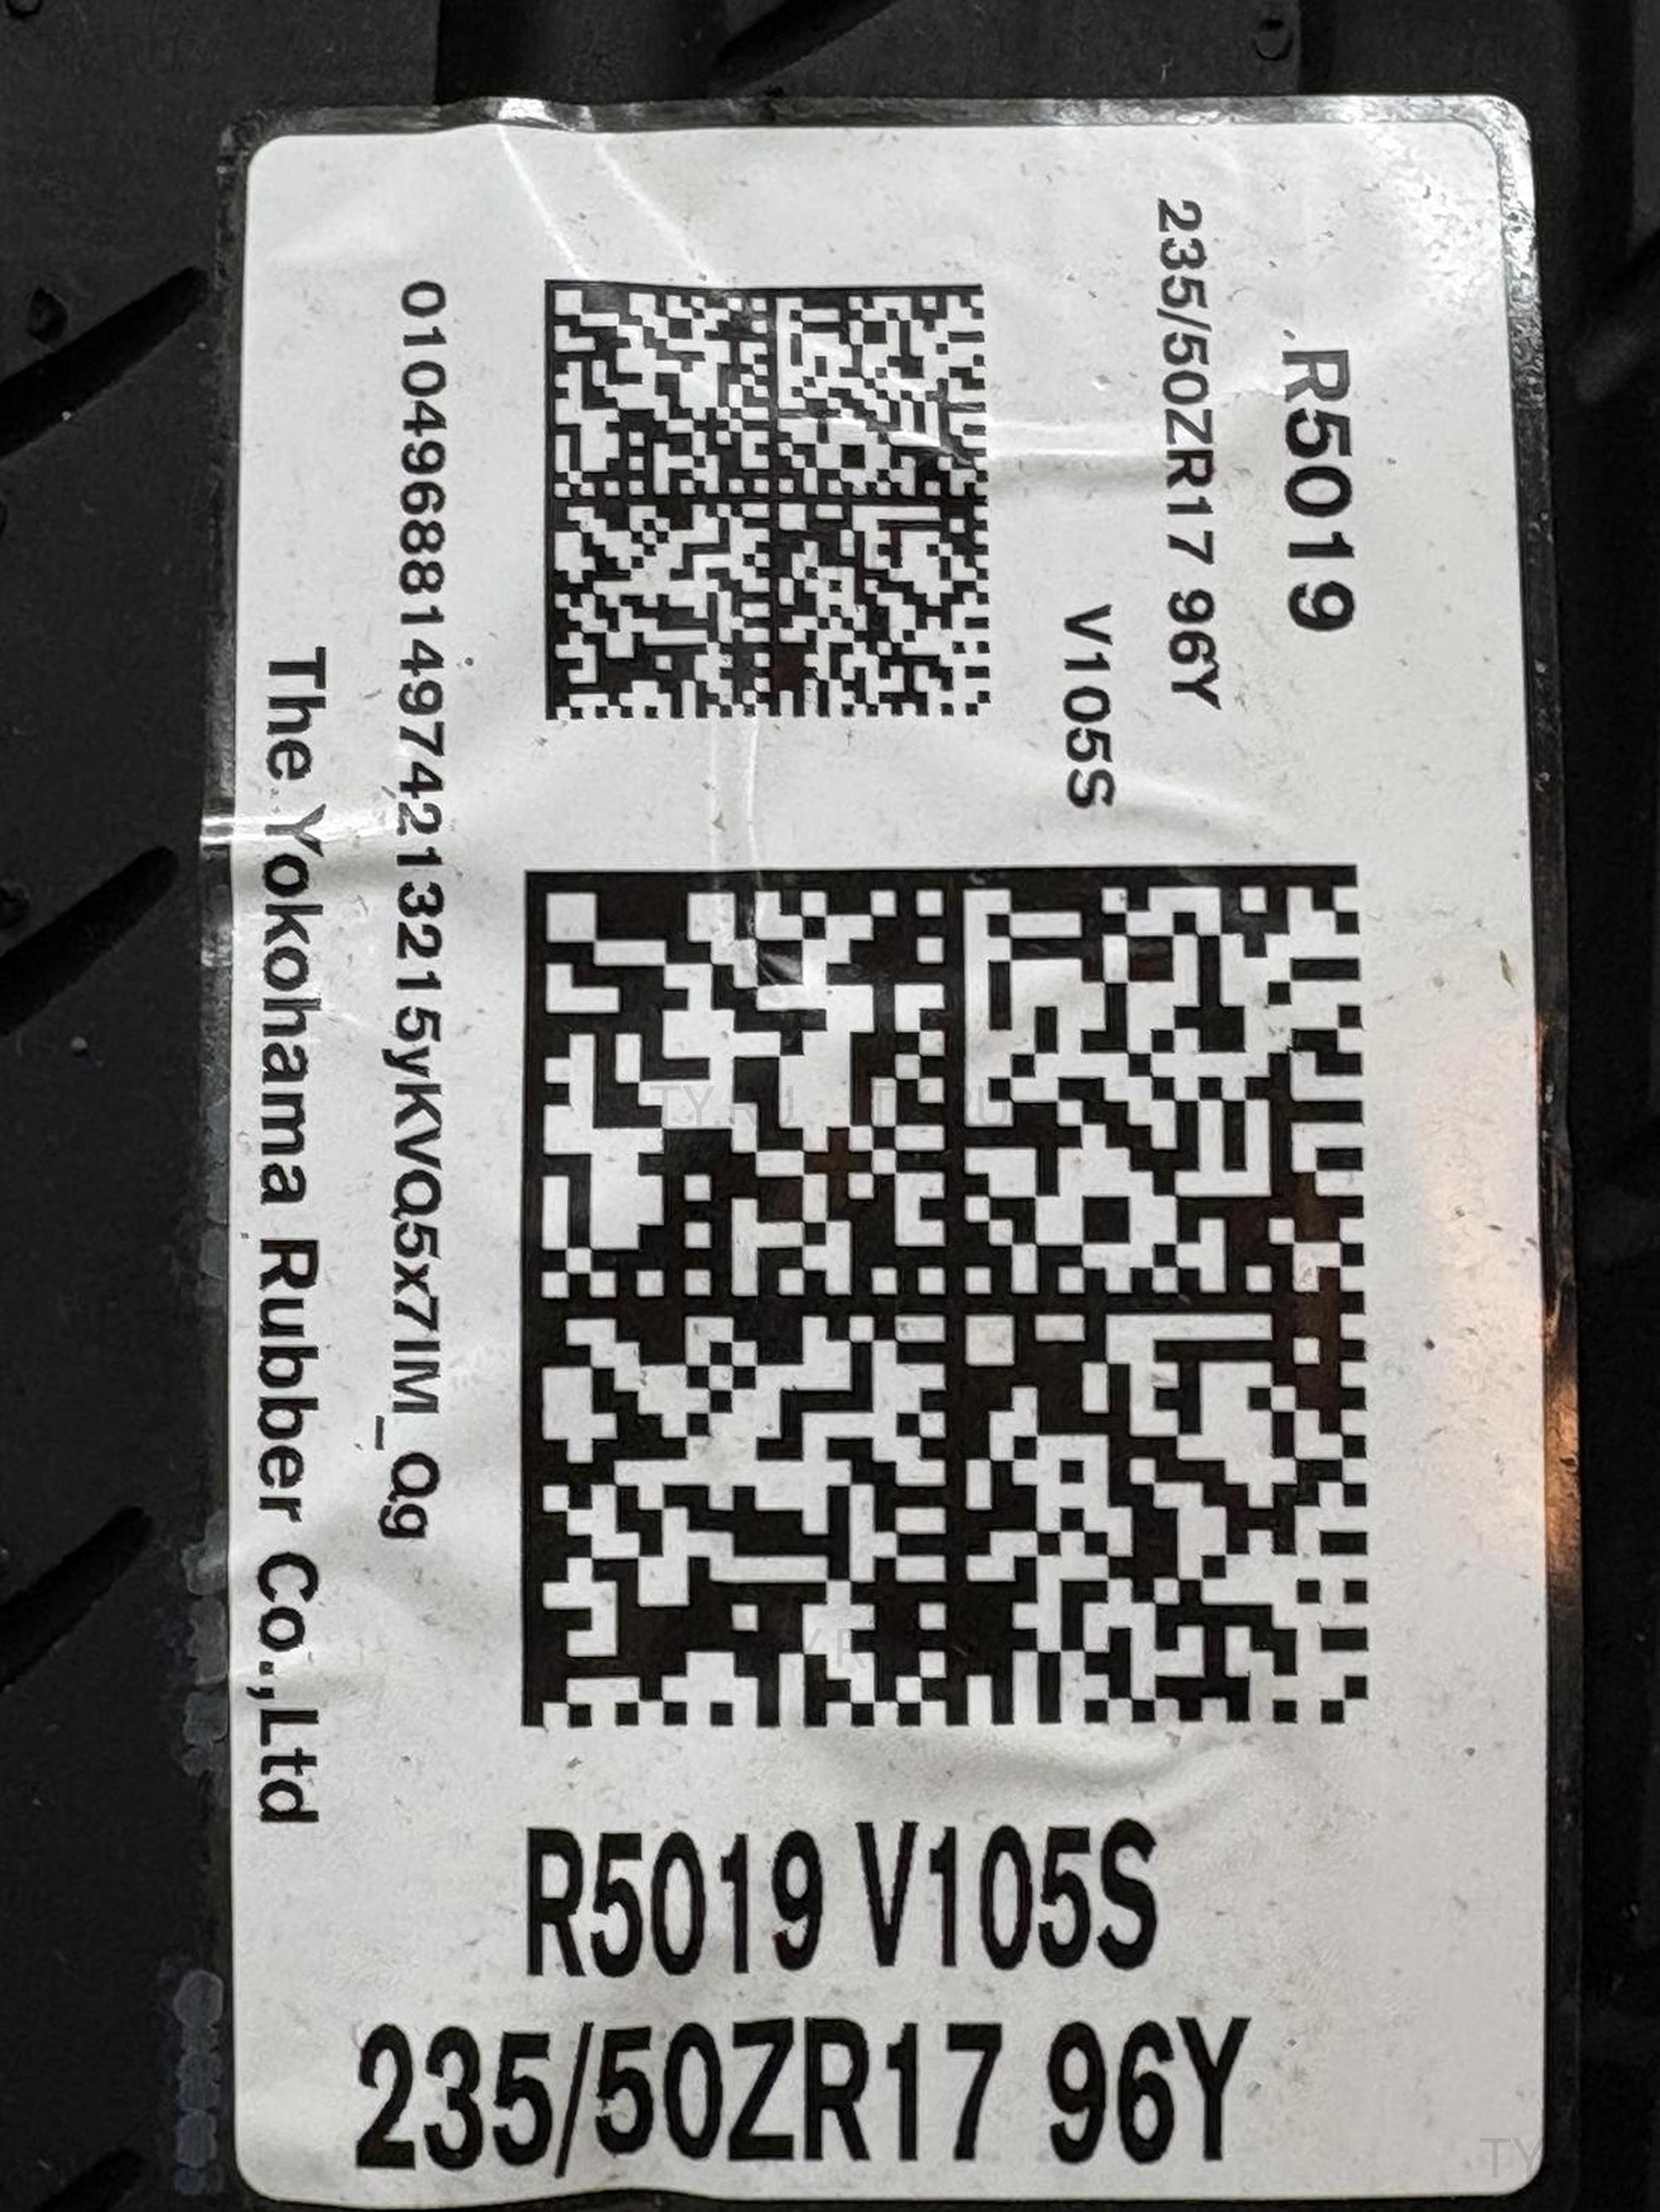 R5019
235/50ZR17 96Y
V105S
0104968814974213215ykVQ5x7IM_Qg
The Yokohama Rubber Co.,Ltd
R5019 V105S
235/50ZR17 96Y